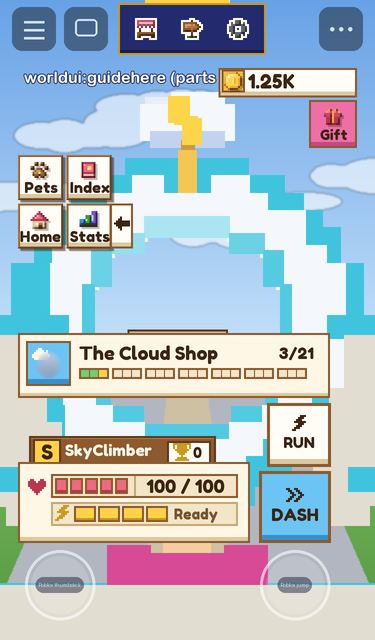 worldui:guidehere (parts
1.25K
Gift
Pets
Index
Home
Stats
The Cloud Shop
3/21
RUN
S
SkyClimber
0
100 / 100
Ready
DASH
Roblox thumbstick
Roblox jump